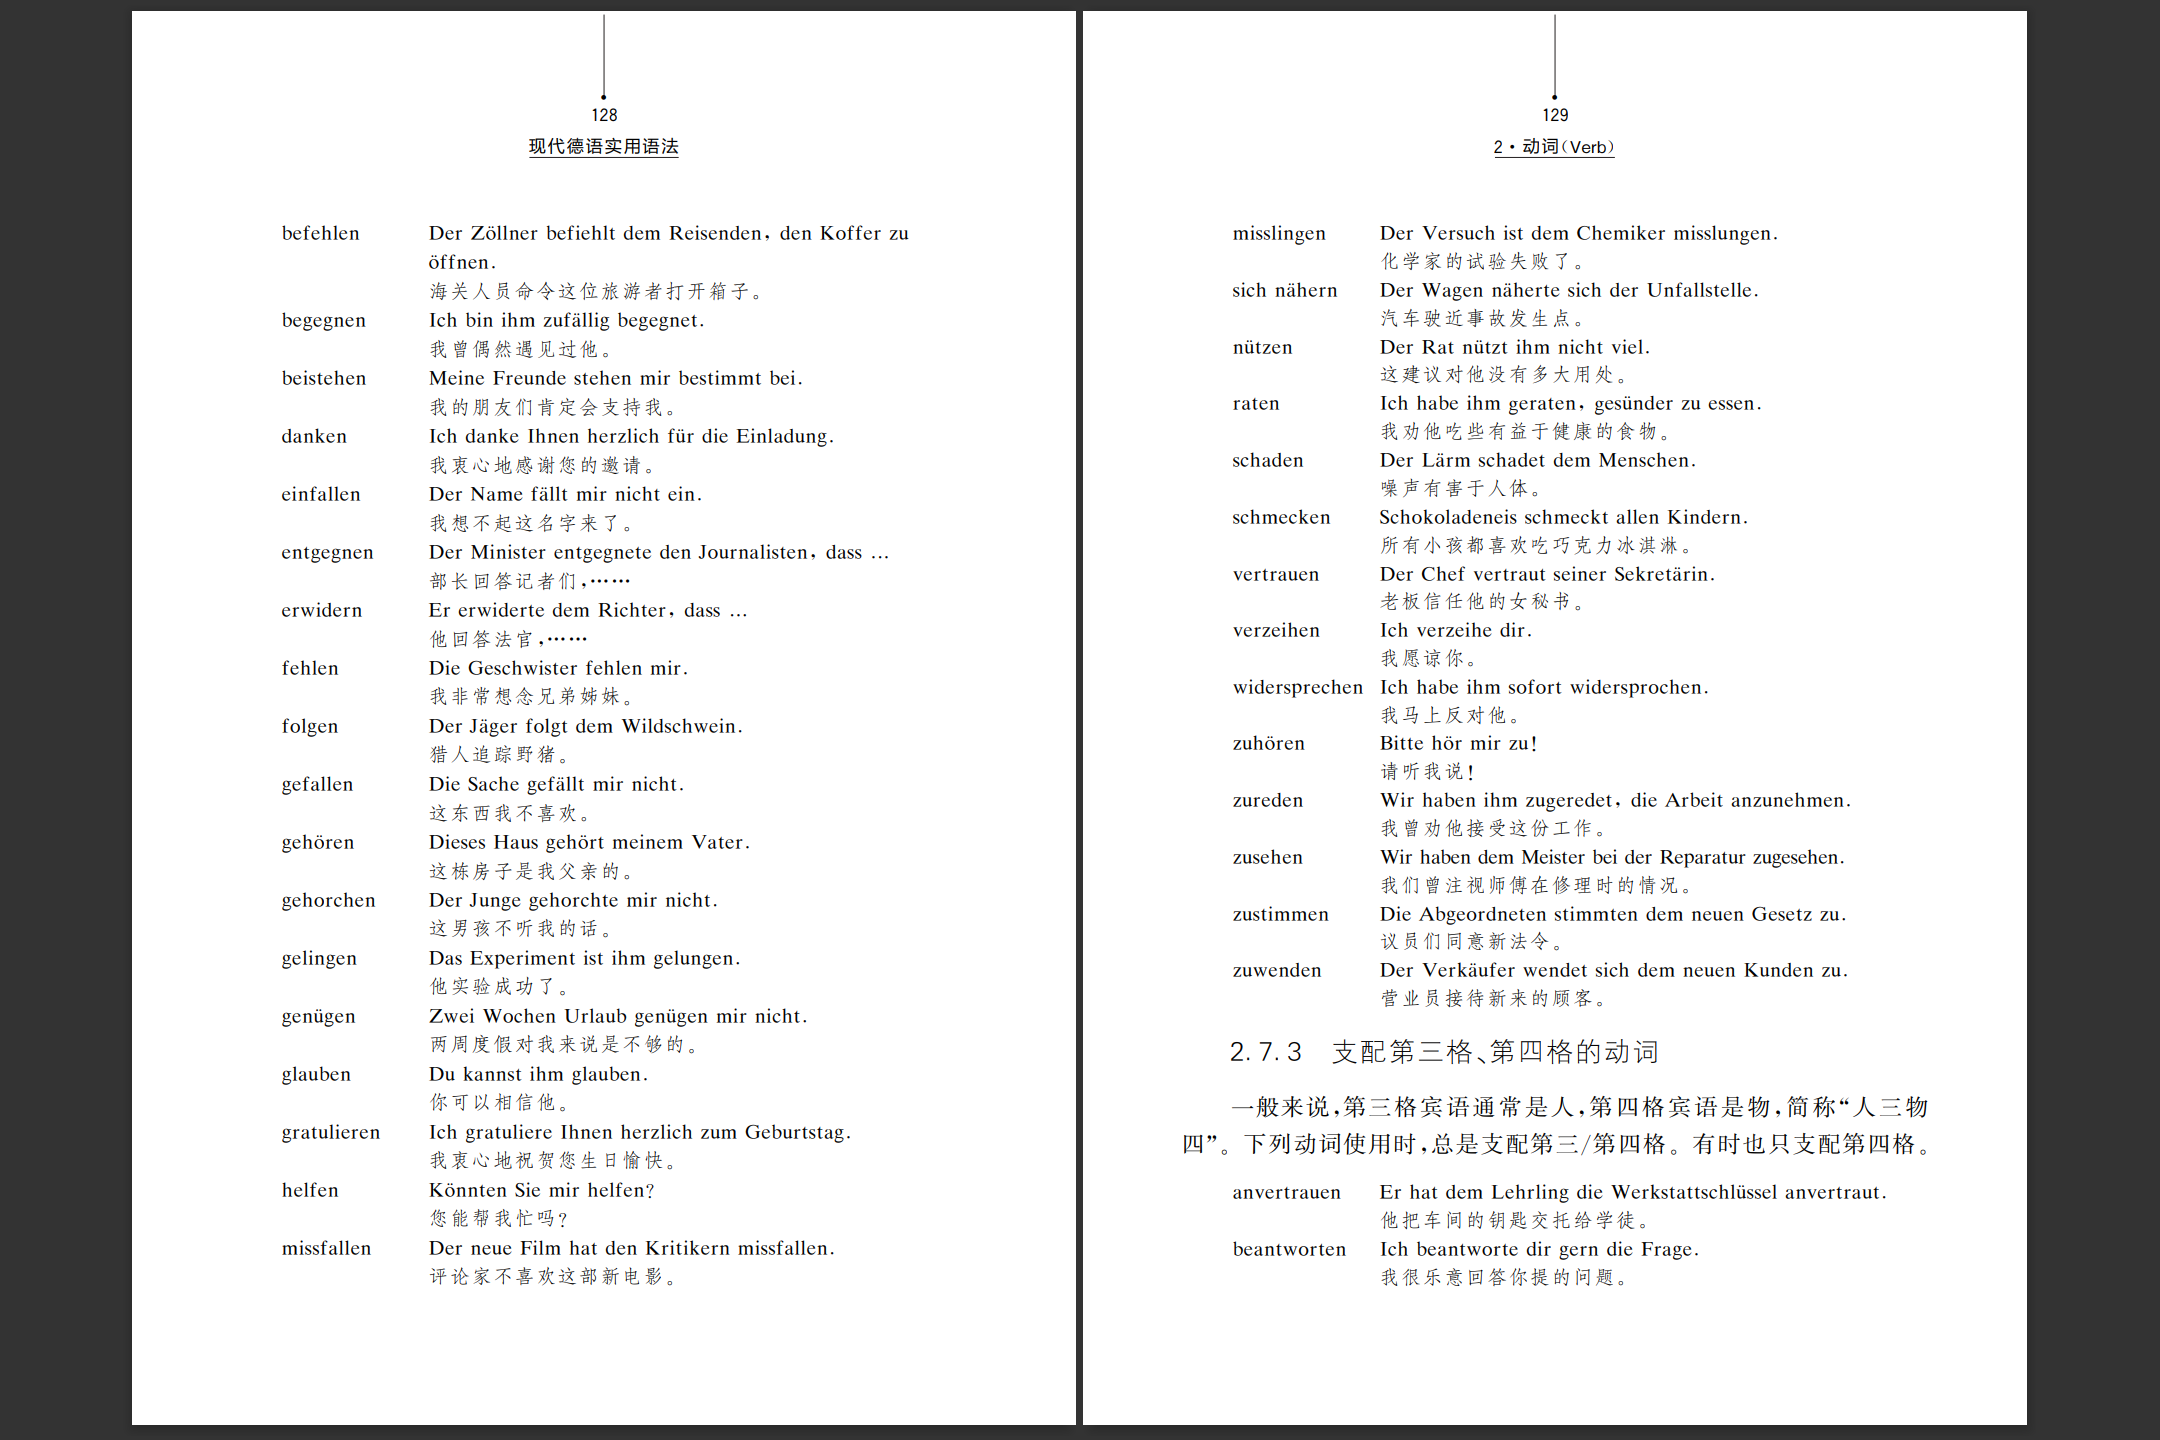 128
现代德语实用语法
befehlen Der Zöllner befiehlt dem Reisenden, den Koffer zu
öffnen.
海关人员命令这位旅游者打开箱子。
begegnen Ich bin ihm zufällig begegnet.
我曾偶然遇见过他。
beistehen Meine Freunde stehen mir bestimmt bei.
我的朋友们肯定会支持我。
danken Ich danke Ihnen herzlich für die Einladung.
我衷心地感谢您的邀请。
einfallen Der Name fällt mir nicht ein.
我想不起这名字来了。
entgegnen Der Minister entgegnete den Journalisten, dass ...
部长回答记者们,……
erwidern Er erwiderte dem Richter, dass ...
他回答法官,……
fehlen Die Geschwister fehlen mir.
我非常想念兄弟姊妹。
folgen Der Jäger folgt dem Wildschwein.
猎人追踪野猪。
gefallen Die Sache gefällt mir nicht.
这东西我不喜欢。
gehören Dieses Haus gehört meinem Vater.
这栋房子是我父亲的。
gehorchen Der Junge gehorchte mir nicht.
这男孩不听我的话。
gelingen Das Experiment ist ihm gelungen.
他实验成功了。
genügen Zwei Wochen Urlaub genügen mir nicht.
两周度假对我来说是不够的。
glauben Du kannst ihm glauben.
你可以相信他。
gratulieren Ich gratuliere Ihnen herzlich zum Geburtstag.
我衷心地祝贺您生日愉快。
helfen Könnten Sie mir helfen?
您能帮我忙吗?
missfallen Der neue Film hat den Kritikern missfallen.
评论家不喜欢这部新电影。
129
2·动词(Verb)
misslingen Der Versuch ist dem Chemiker misslungen.
化学家的试验失败了。
sich nähern Der Wagen näherte sich der Unfallstelle.
汽车驶近事故发生点。
nützen Der Rat nützt ihm nicht viel.
这建议对他没有多大用处。
raten Ich habe ihm geraten, gesünder zu essen.
我劝他吃些有益于健康的食物。
schaden Der Lärm schadet dem Menschen.
噪声有害于人体。
schmecken Schokoladeneis schmeckt allen Kindern.
所有小孩都喜欢吃巧克力冰淇淋。
vertrauen Der Chef vertraut seiner Sekretärin.
老板信任他的女秘书。
verzeihen Ich verzeihe dir.
我愿谅你。
widersprechen Ich habe ihm sofort widersprochen.
我马上反对他。
zuhören Bitte hör mir zu!
请听我说!
zureden Wir haben ihm zugeredet, die Arbeit anzunehmen.
我曾劝他接受这份工作。
zusehen Wir haben dem Meister bei der Reparatur zugesehen.
我们曾注视师傅在修理时的情况。
zustimmen Die Abgeordneten stimmten dem neuen Gesetz zu.
议员们同意新法令。
zuwenden Der Verkäufer wendet sich dem neuen Kunden zu.
营业员接待新来的顾客。
2.7.3 支配第三格、第四格的动词
一般来说,第三格宾语通常是人,第四格宾语是物,简称“人三物
四”。下列动词使用时,总是支配第三/第四格。有时也只支配第四格。
anvertrauen Er hat dem Lehrling die Werkstattschlüssel anvertraut.
他把车间的钥匙交托给学徒。
beantworten Ich beantworte dir gern die Frage.
我很乐意回答你提的问题。